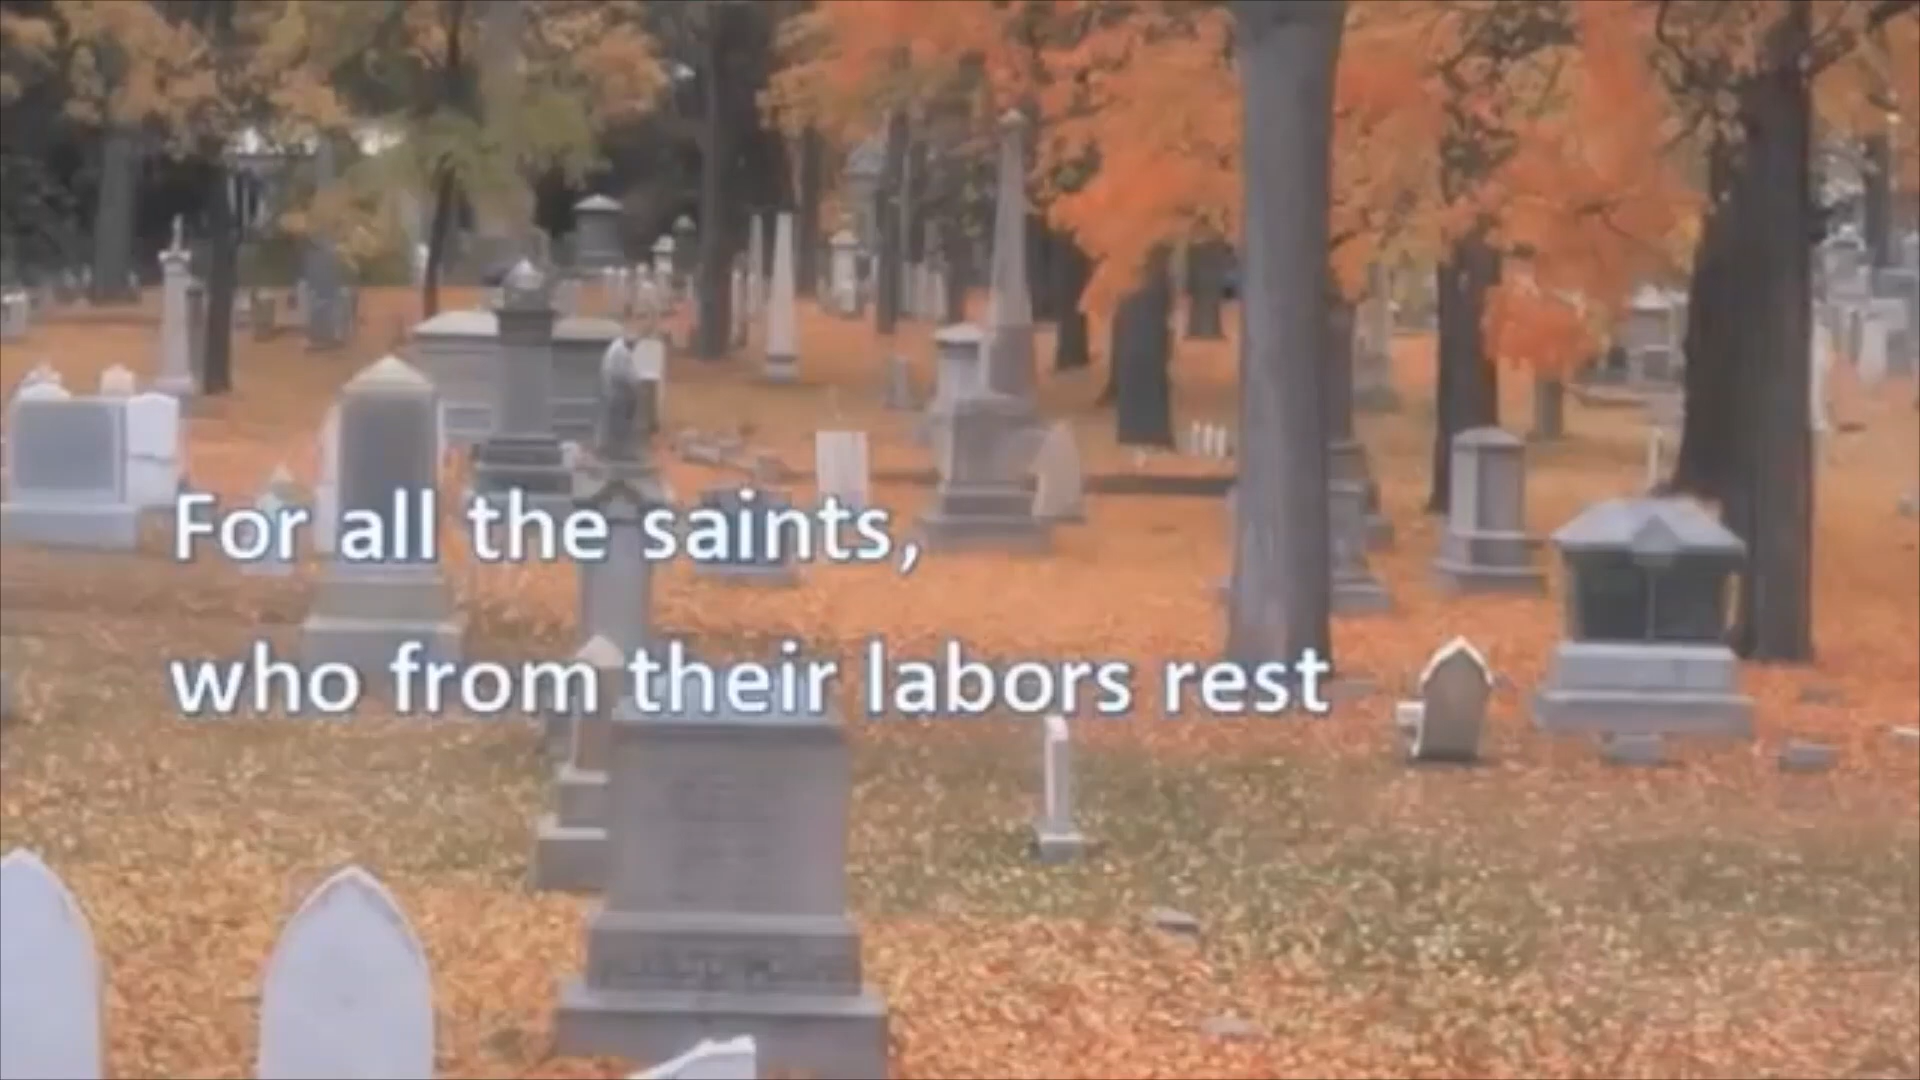 For all the saints,
who from their labors rest